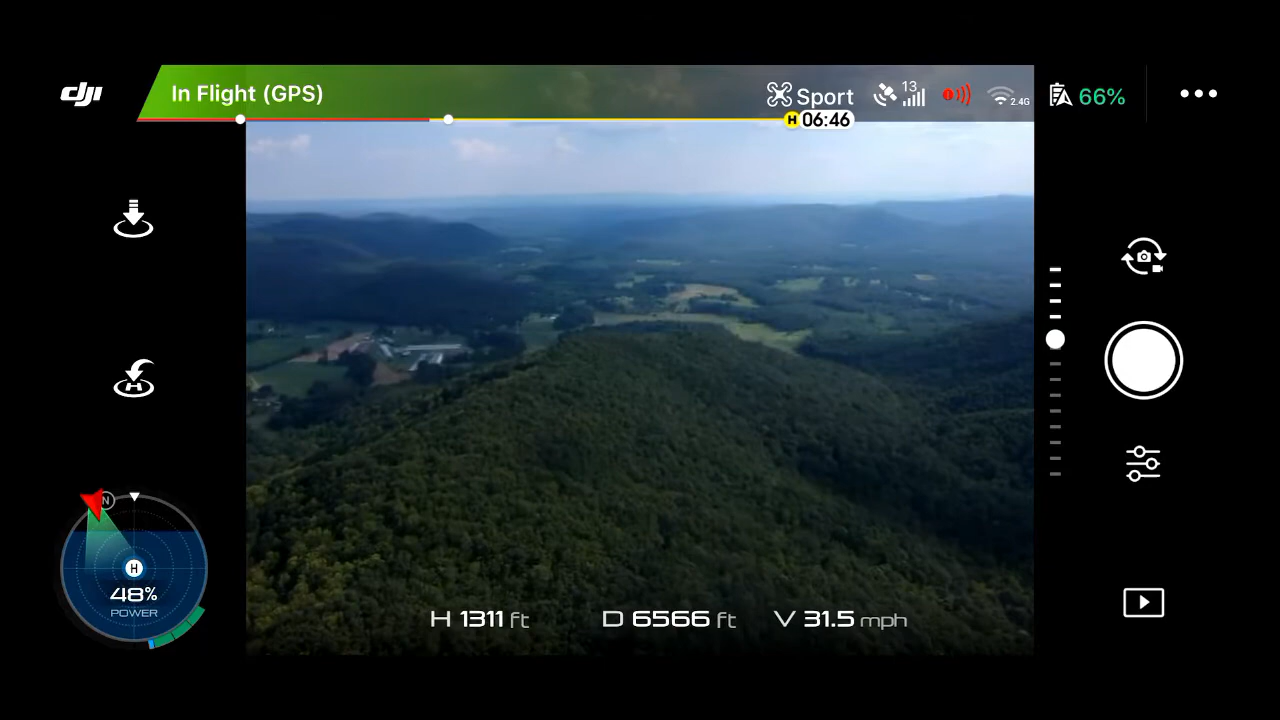 dji
In Flight (GPS)
Sport
13
2.4G
66%
H 06:46
N
H
H
48%
POWER
H 1311 ft
D 6566 ft
V 31.5 mph